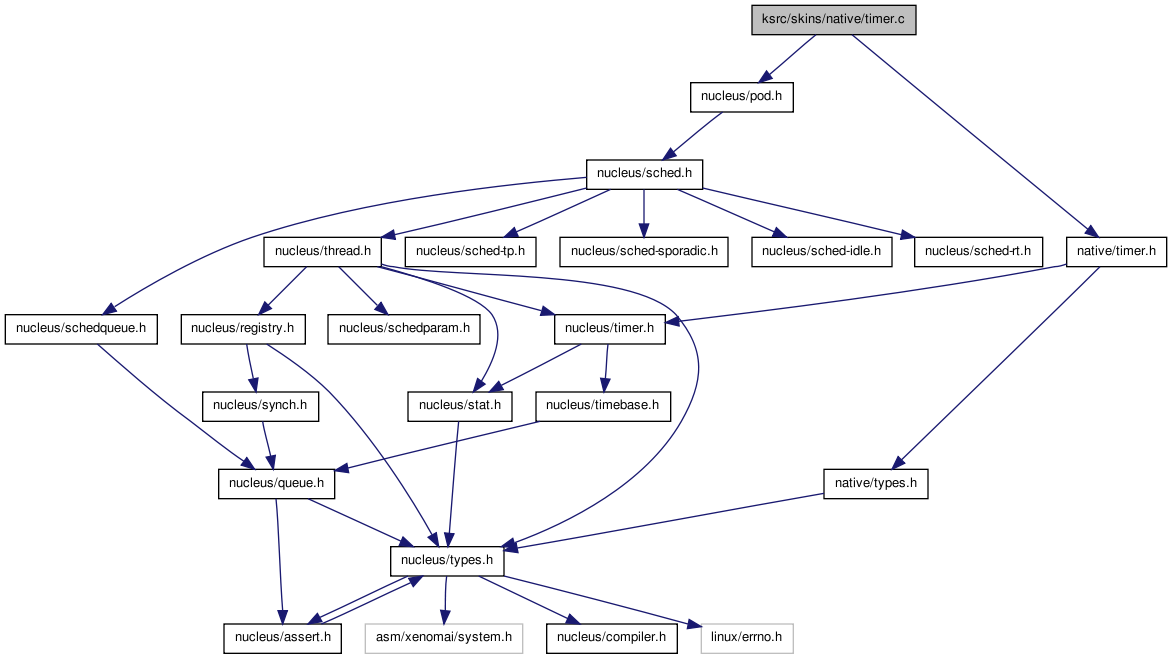 ksrc/skins/native/timer.c
nucleus/pod.h
nucleus/sched.h
nucleus/thread.h
nucleus/sched-tp.h
nucleus/sched-sporadic.h
nucleus/sched-idle.h
nucleus/sched-rt.h
native/timer.h
nucleus/schedqueue.h
nucleus/registry.h
nucleus/schedparam.h
nucleus/timer.h
nucleus/synch.h
nucleus/stat.h
nucleus/timebase.h
nucleus/queue.h
native/types.h
nucleus/types.h
nucleus/assert.h
asm/xenomai/system.h
nucleus/compiler.h
linux/errno.h